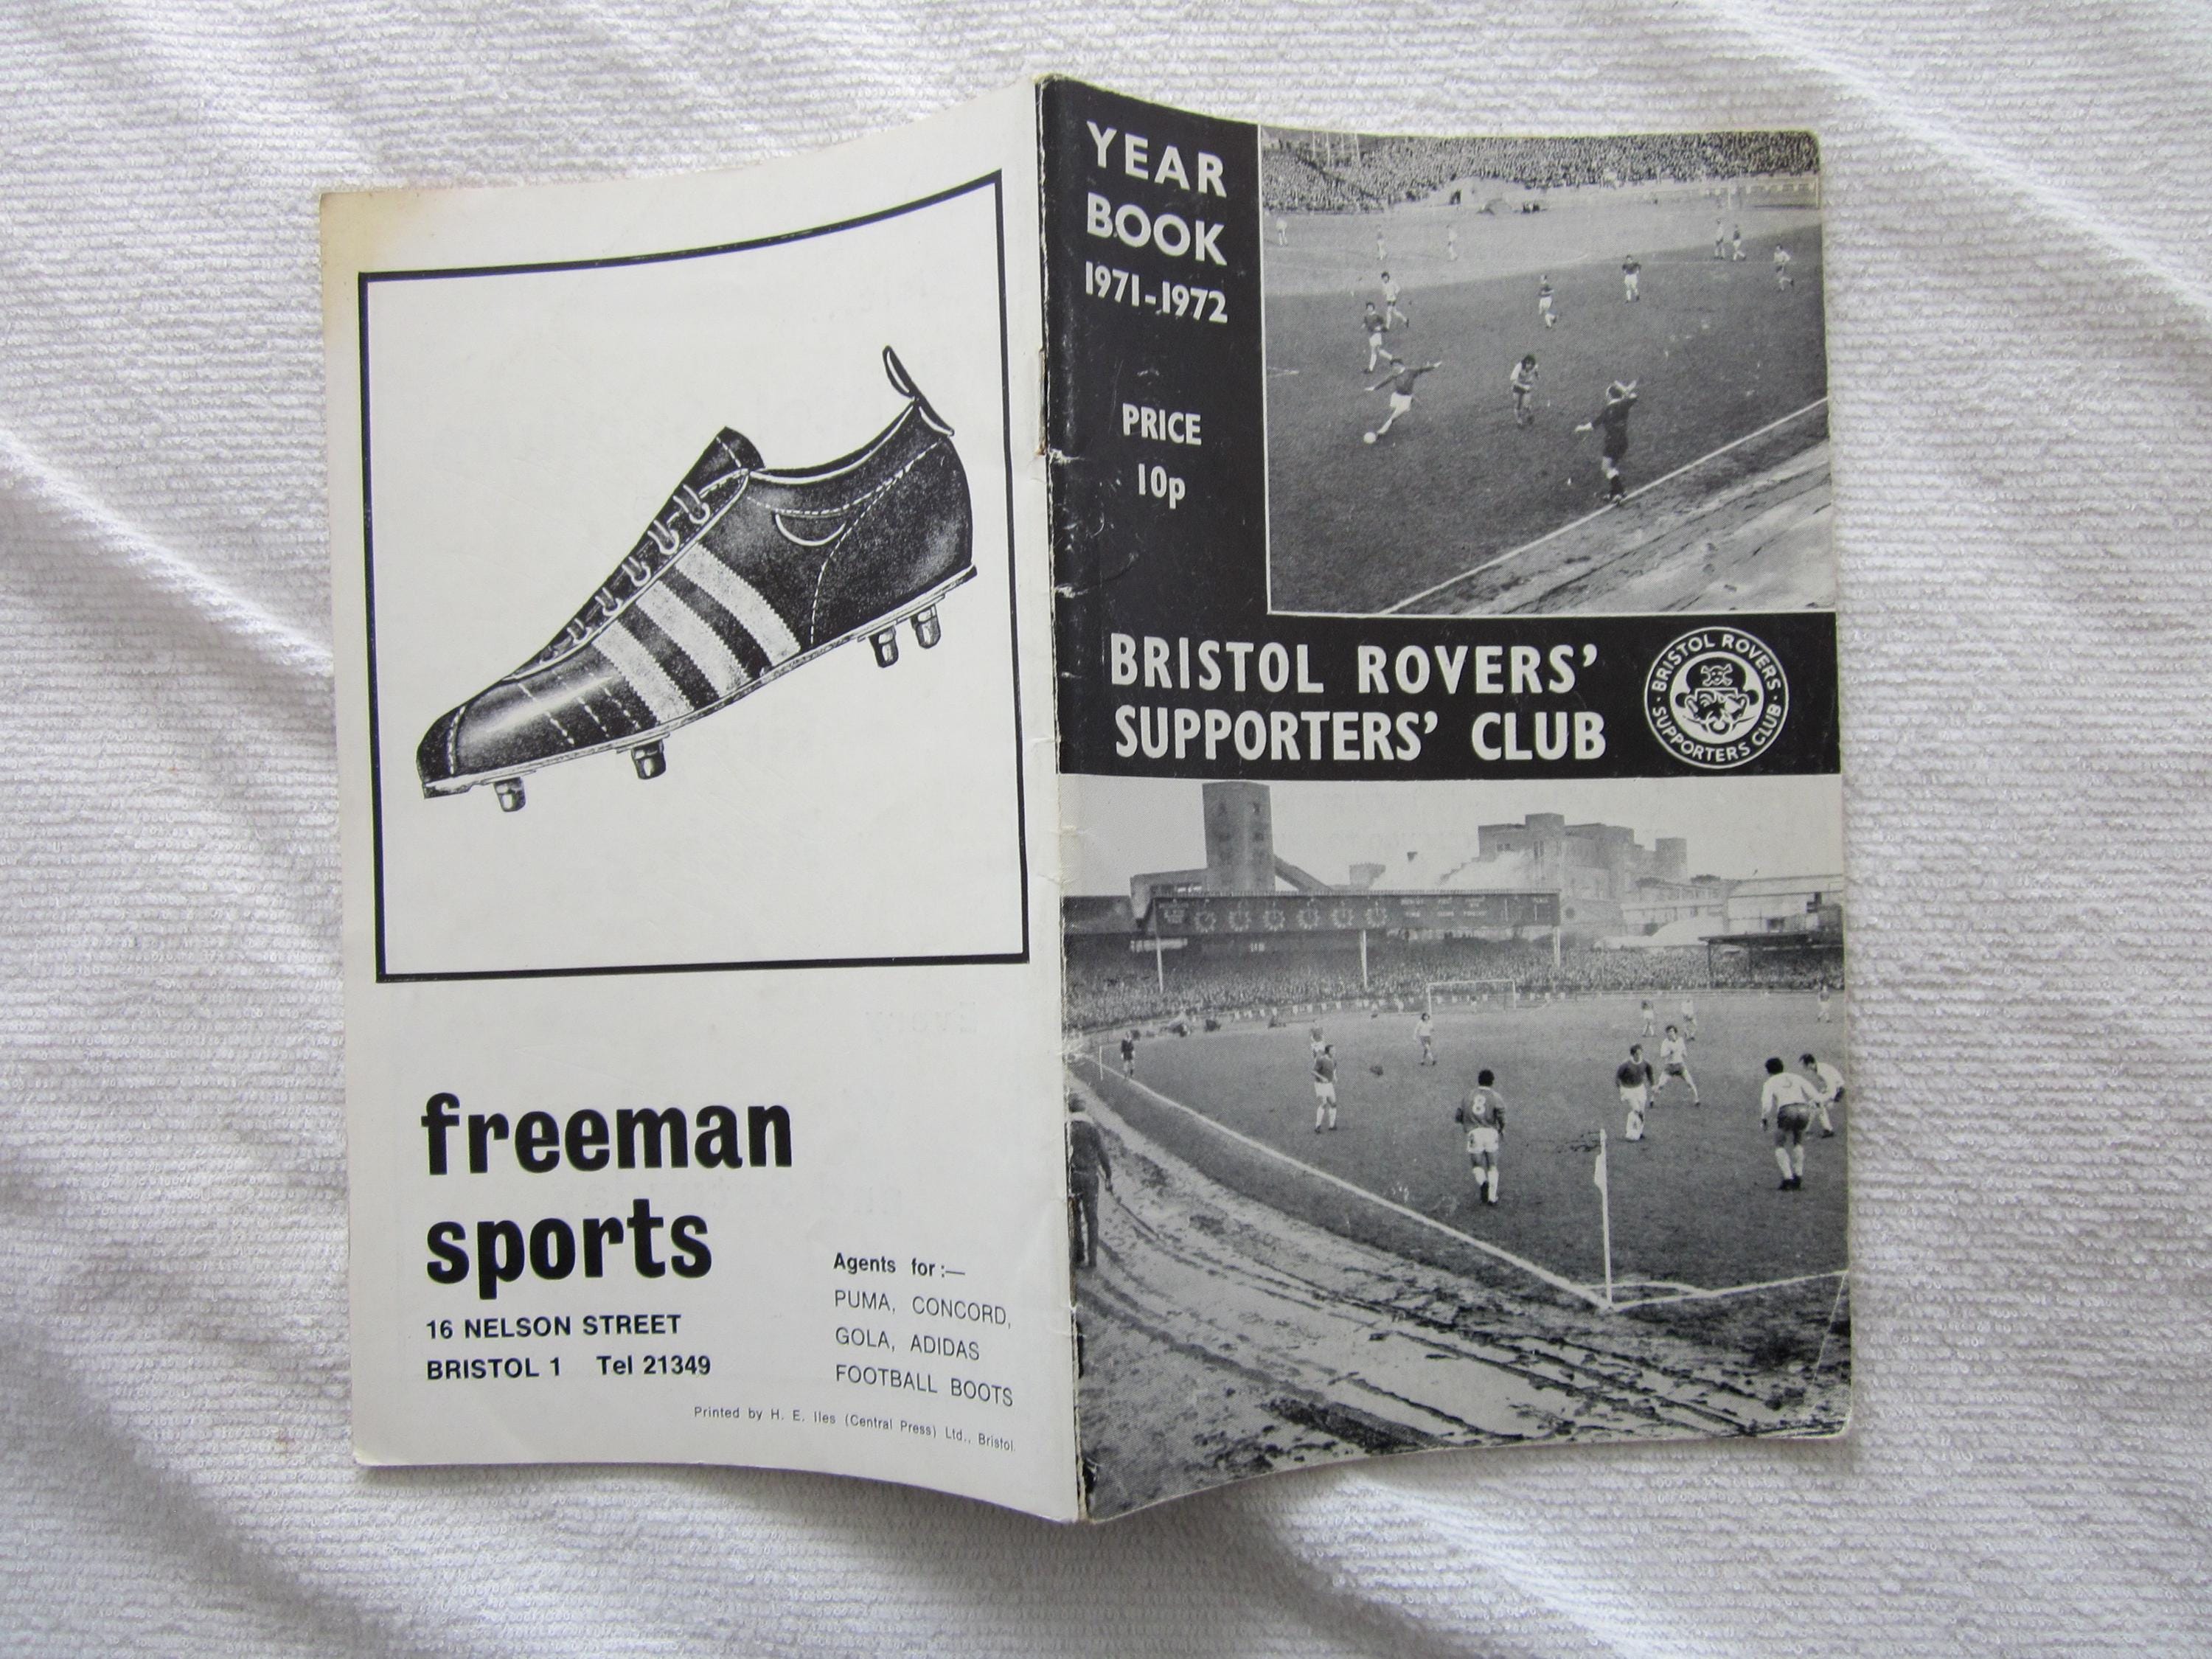 freeman
sports
16 NELSON STREET
BRISTOL 1 Tel 21349
Agents for :—
PUMA, CONCORD,
GOLA, ADIDAS
FOOTBALL BOOTS
Printed by H. E. Iles (Central Press) Ltd., Bristol.
YEAR
BOOK
1971-1972
PRICE
10p
BRISTOL ROVERS'
SUPPORTERS' CLUB
BRISTOL ROVERS
SUPPORTERS CLUB
8